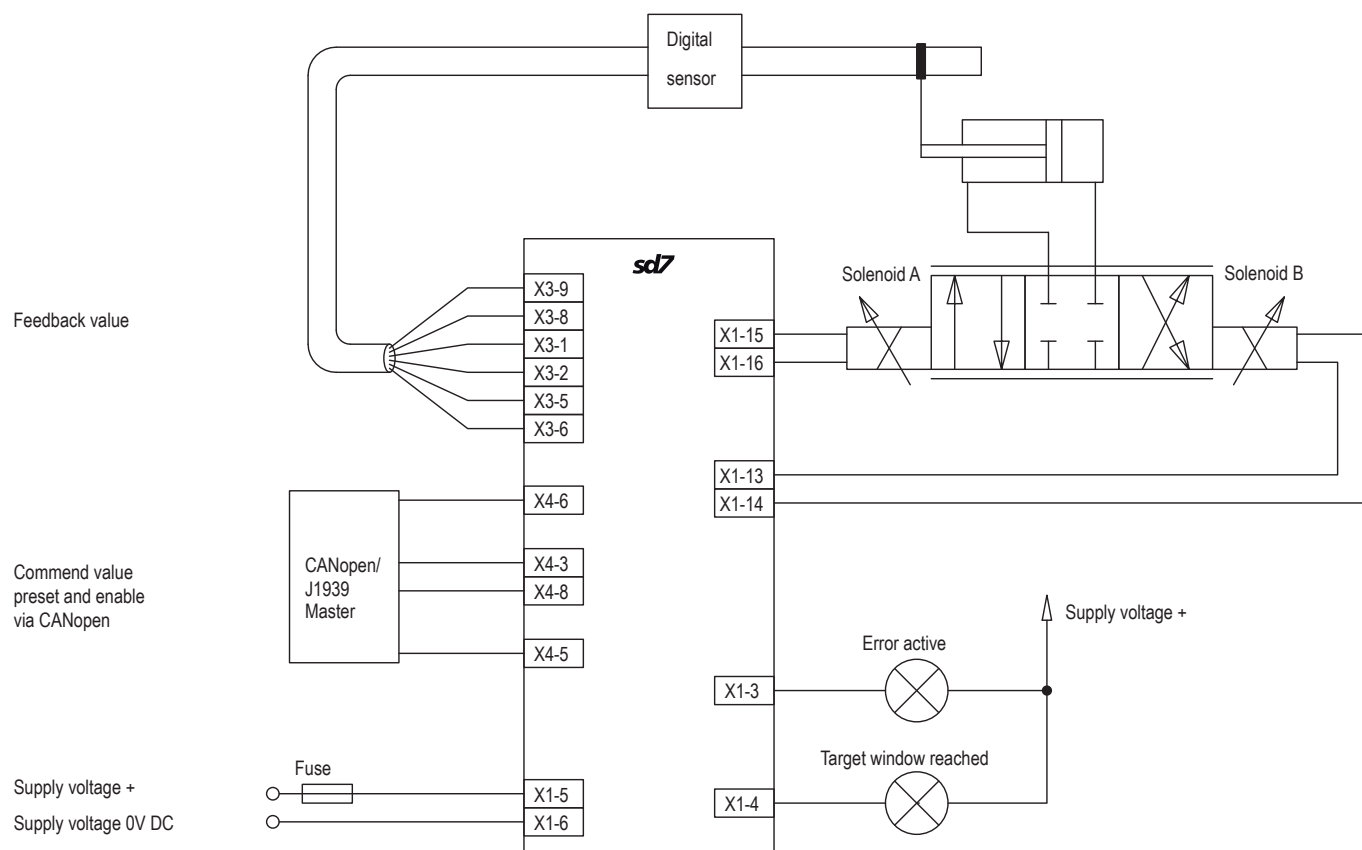 Digital
sensor
sd7
Solenoid A
Solenoid B
Feedback value
X3-9
X3-8
X3-1
X3-2
X3-5
X3-6
X1-15
X1-16
X1-13
X1-14
Commend value
preset and enable
via CANopen
CANopen/
J1939
Master
X4-6
X4-3
X4-8
X4-5
Supply voltage +
Error active
X1-3
Target window reached
X1-4
Supply voltage +
Fuse
X1-5
Supply voltage 0V DC
X1-6